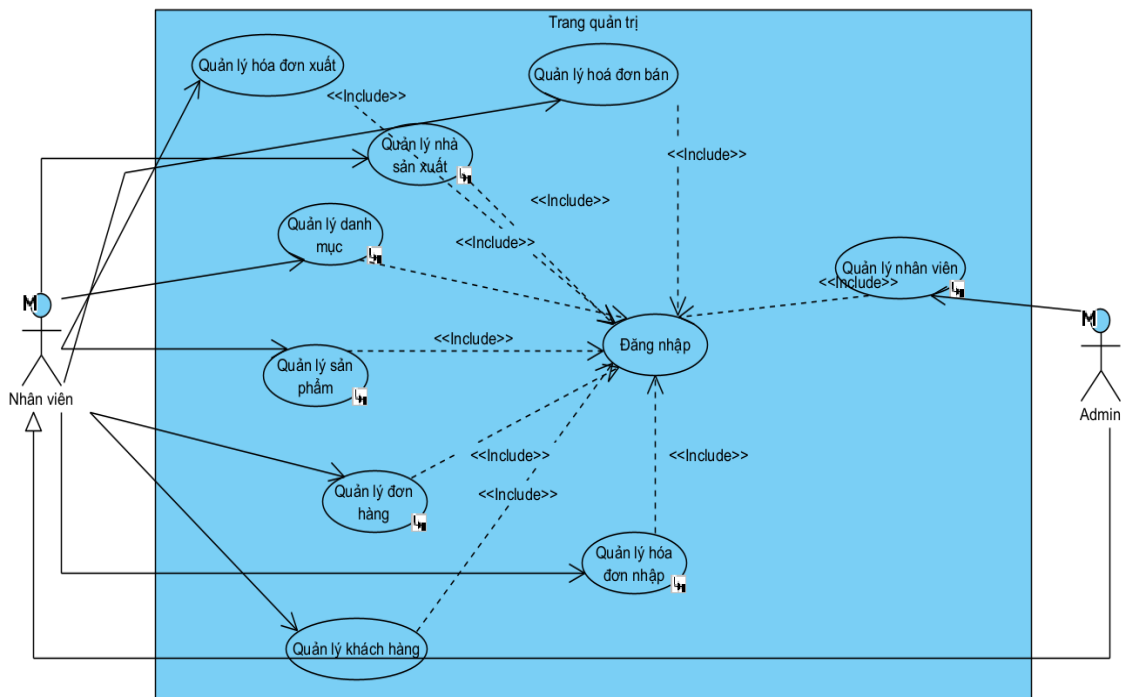 Trang quản trị
Quản lý hóa đơn xuất
Quản lý hoá đơn bán
<<Include>>
Quản lý nhà
sản xuất
<<Include>>
<<Include>>
Quản lý danh
mục
<<Include>>
Quản lý nhân viên
<<Include>>
M
M
Đăng nhập
<<Include>>
Quản lý sản
phẩm
Nhân viên
Admin
<<Include>>
<<Include>>
<<Include>>
Quản lý đơn
hàng
Quản lý hóa
đơn nhập
Quản lý khách hàng